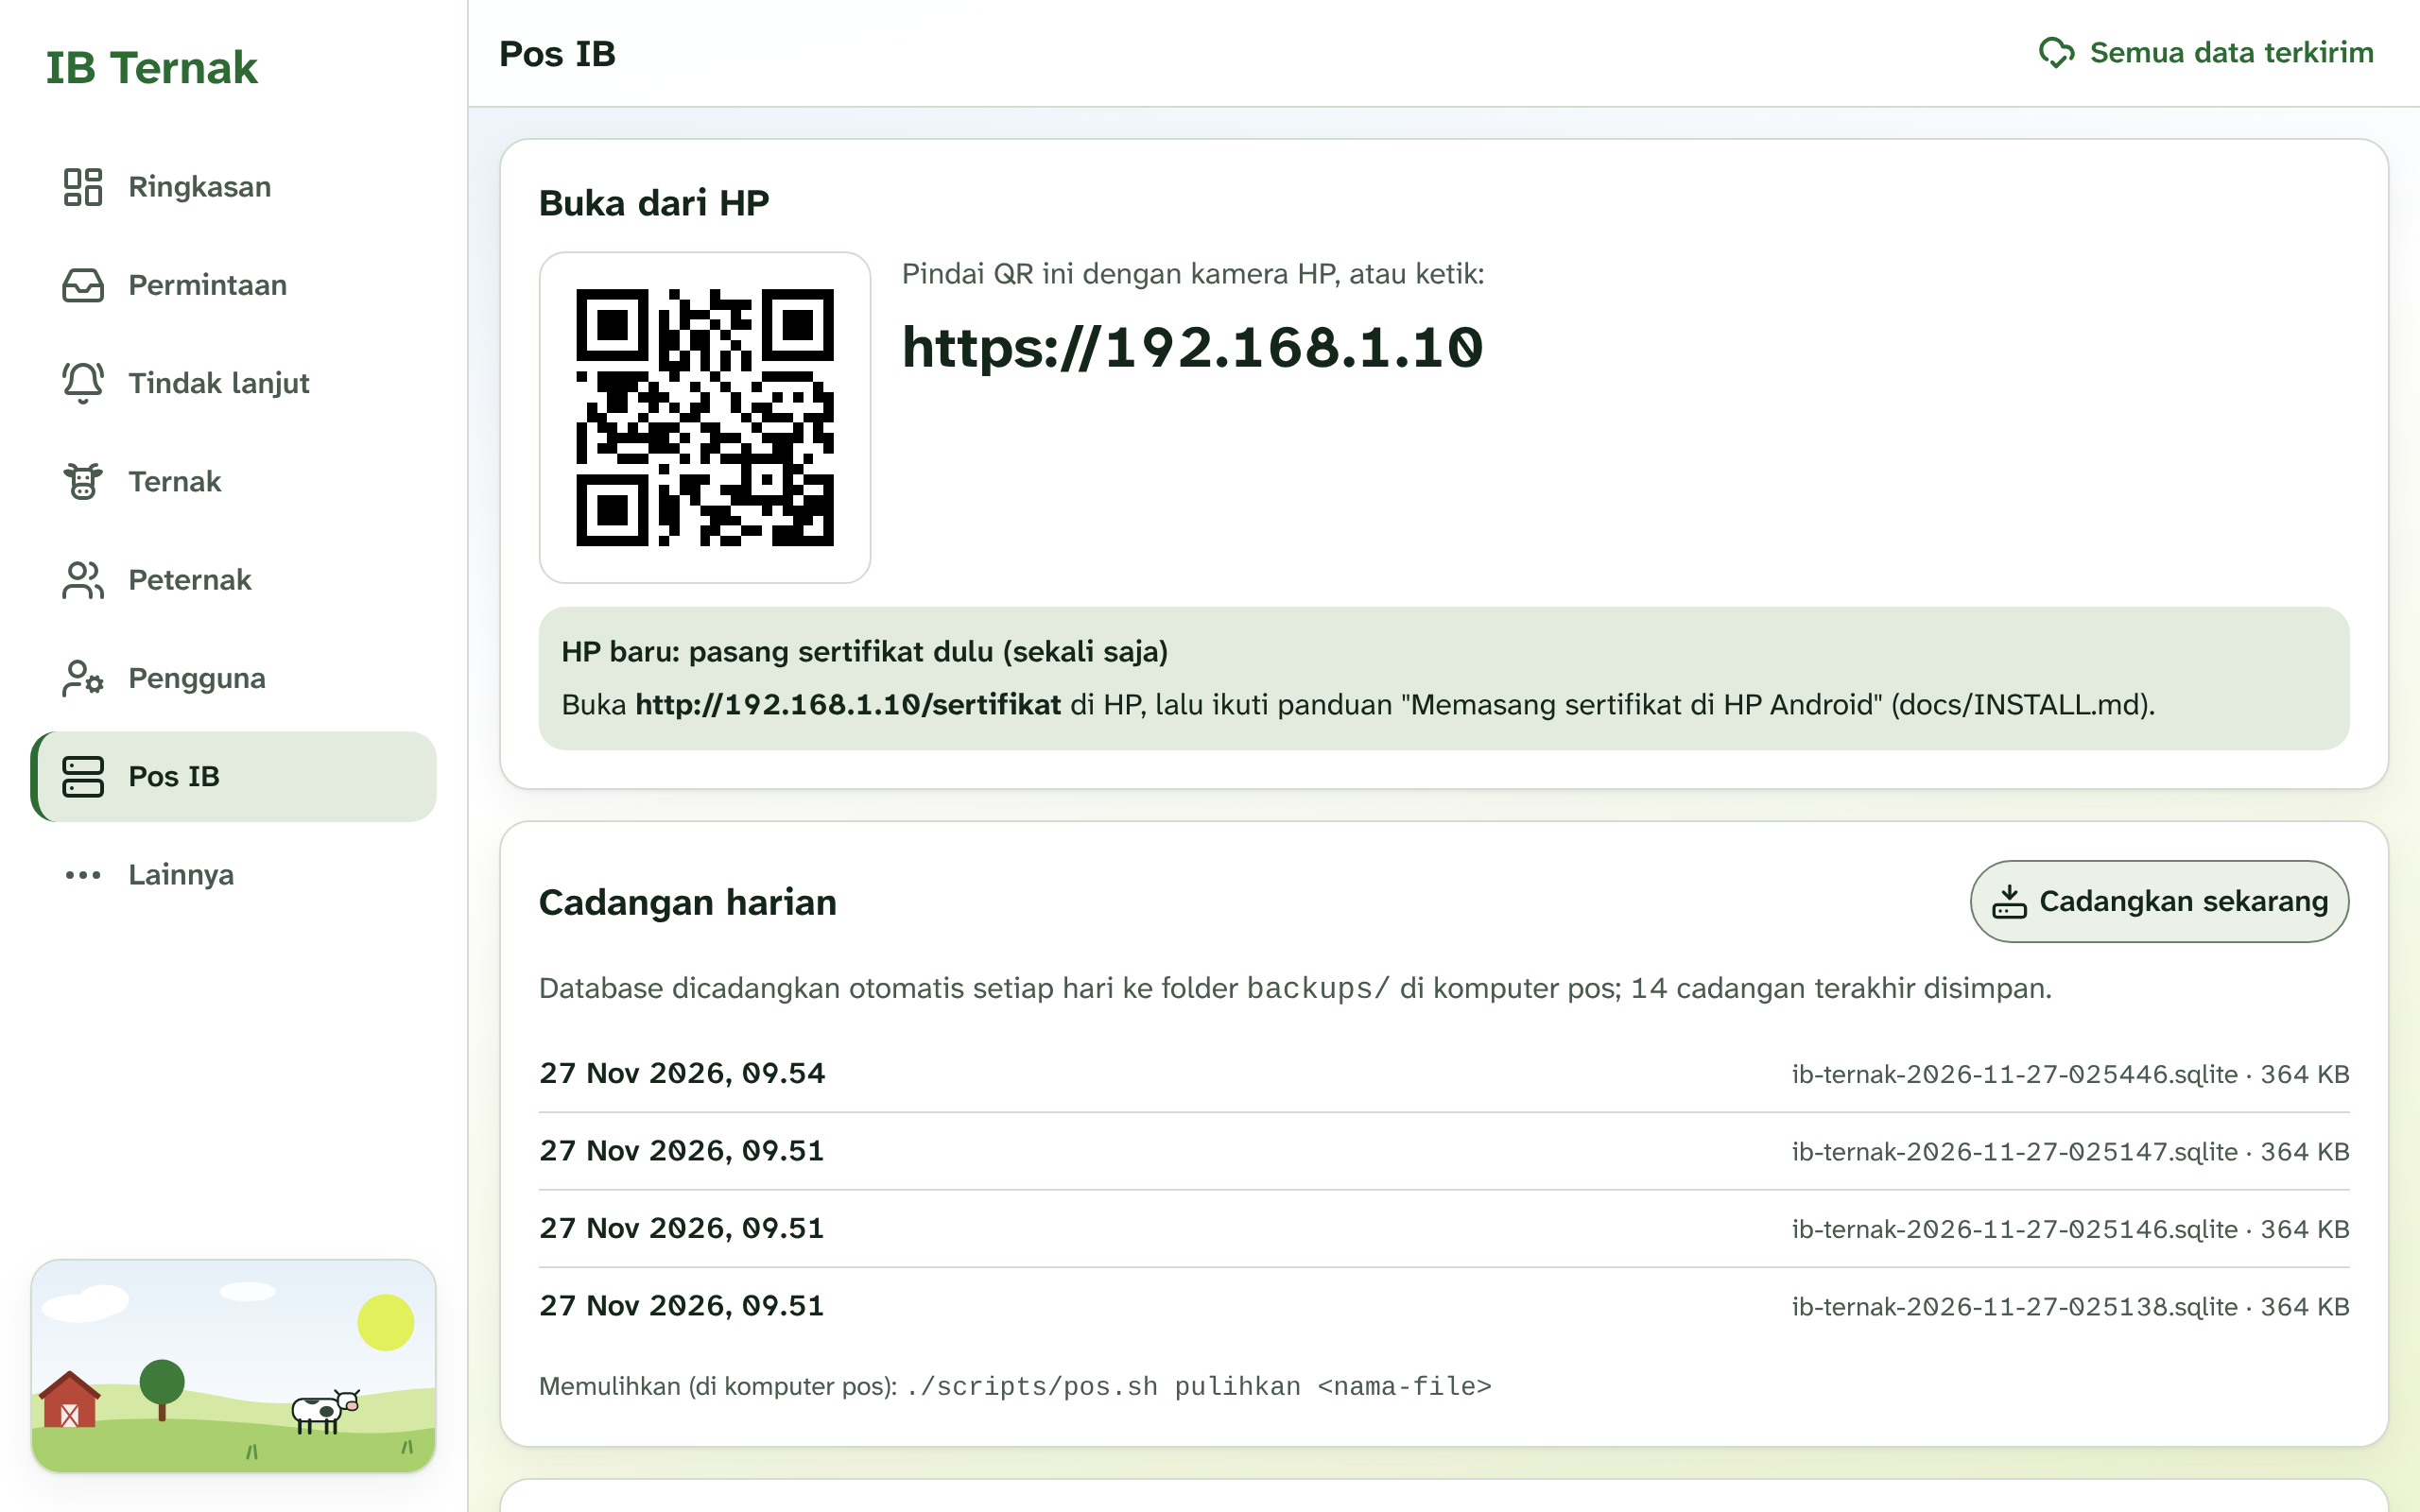 IB Ternak
Ringkasan
Permintaan
Tindak lanjut
Ternak
Peternak
Pengguna
Pos IB
Lainnya
Pos IB
Semua data terkirim
Buka dari HP
Pindai QR ini dengan kamera HP, atau ketik:
https://192.168.1.10
HP baru: pasang sertifikat dulu (sekali saja)
Buka http://192.168.1.10/sertifikat di HP, lalu ikuti panduan "Memasang sertifikat di HP Android" (docs/INSTALL.md).
Cadangan harian
Cadangkan sekarang
Database dicadangkan otomatis setiap hari ke folder backups/ di komputer pos; 14 cadangan terakhir disimpan.
27 Nov 2026, 09.54 ib-ternak-2026-11-27-025446.sqlite · 364 KB
27 Nov 2026, 09.51 ib-ternak-2026-11-27-025147.sqlite · 364 KB
27 Nov 2026, 09.51 ib-ternak-2026-11-27-025146.sqlite · 364 KB
27 Nov 2026, 09.51 ib-ternak-2026-11-27-025138.sqlite · 364 KB
Memulihkan (di komputer pos): ./scripts/pos.sh pulihkan <nama-file>